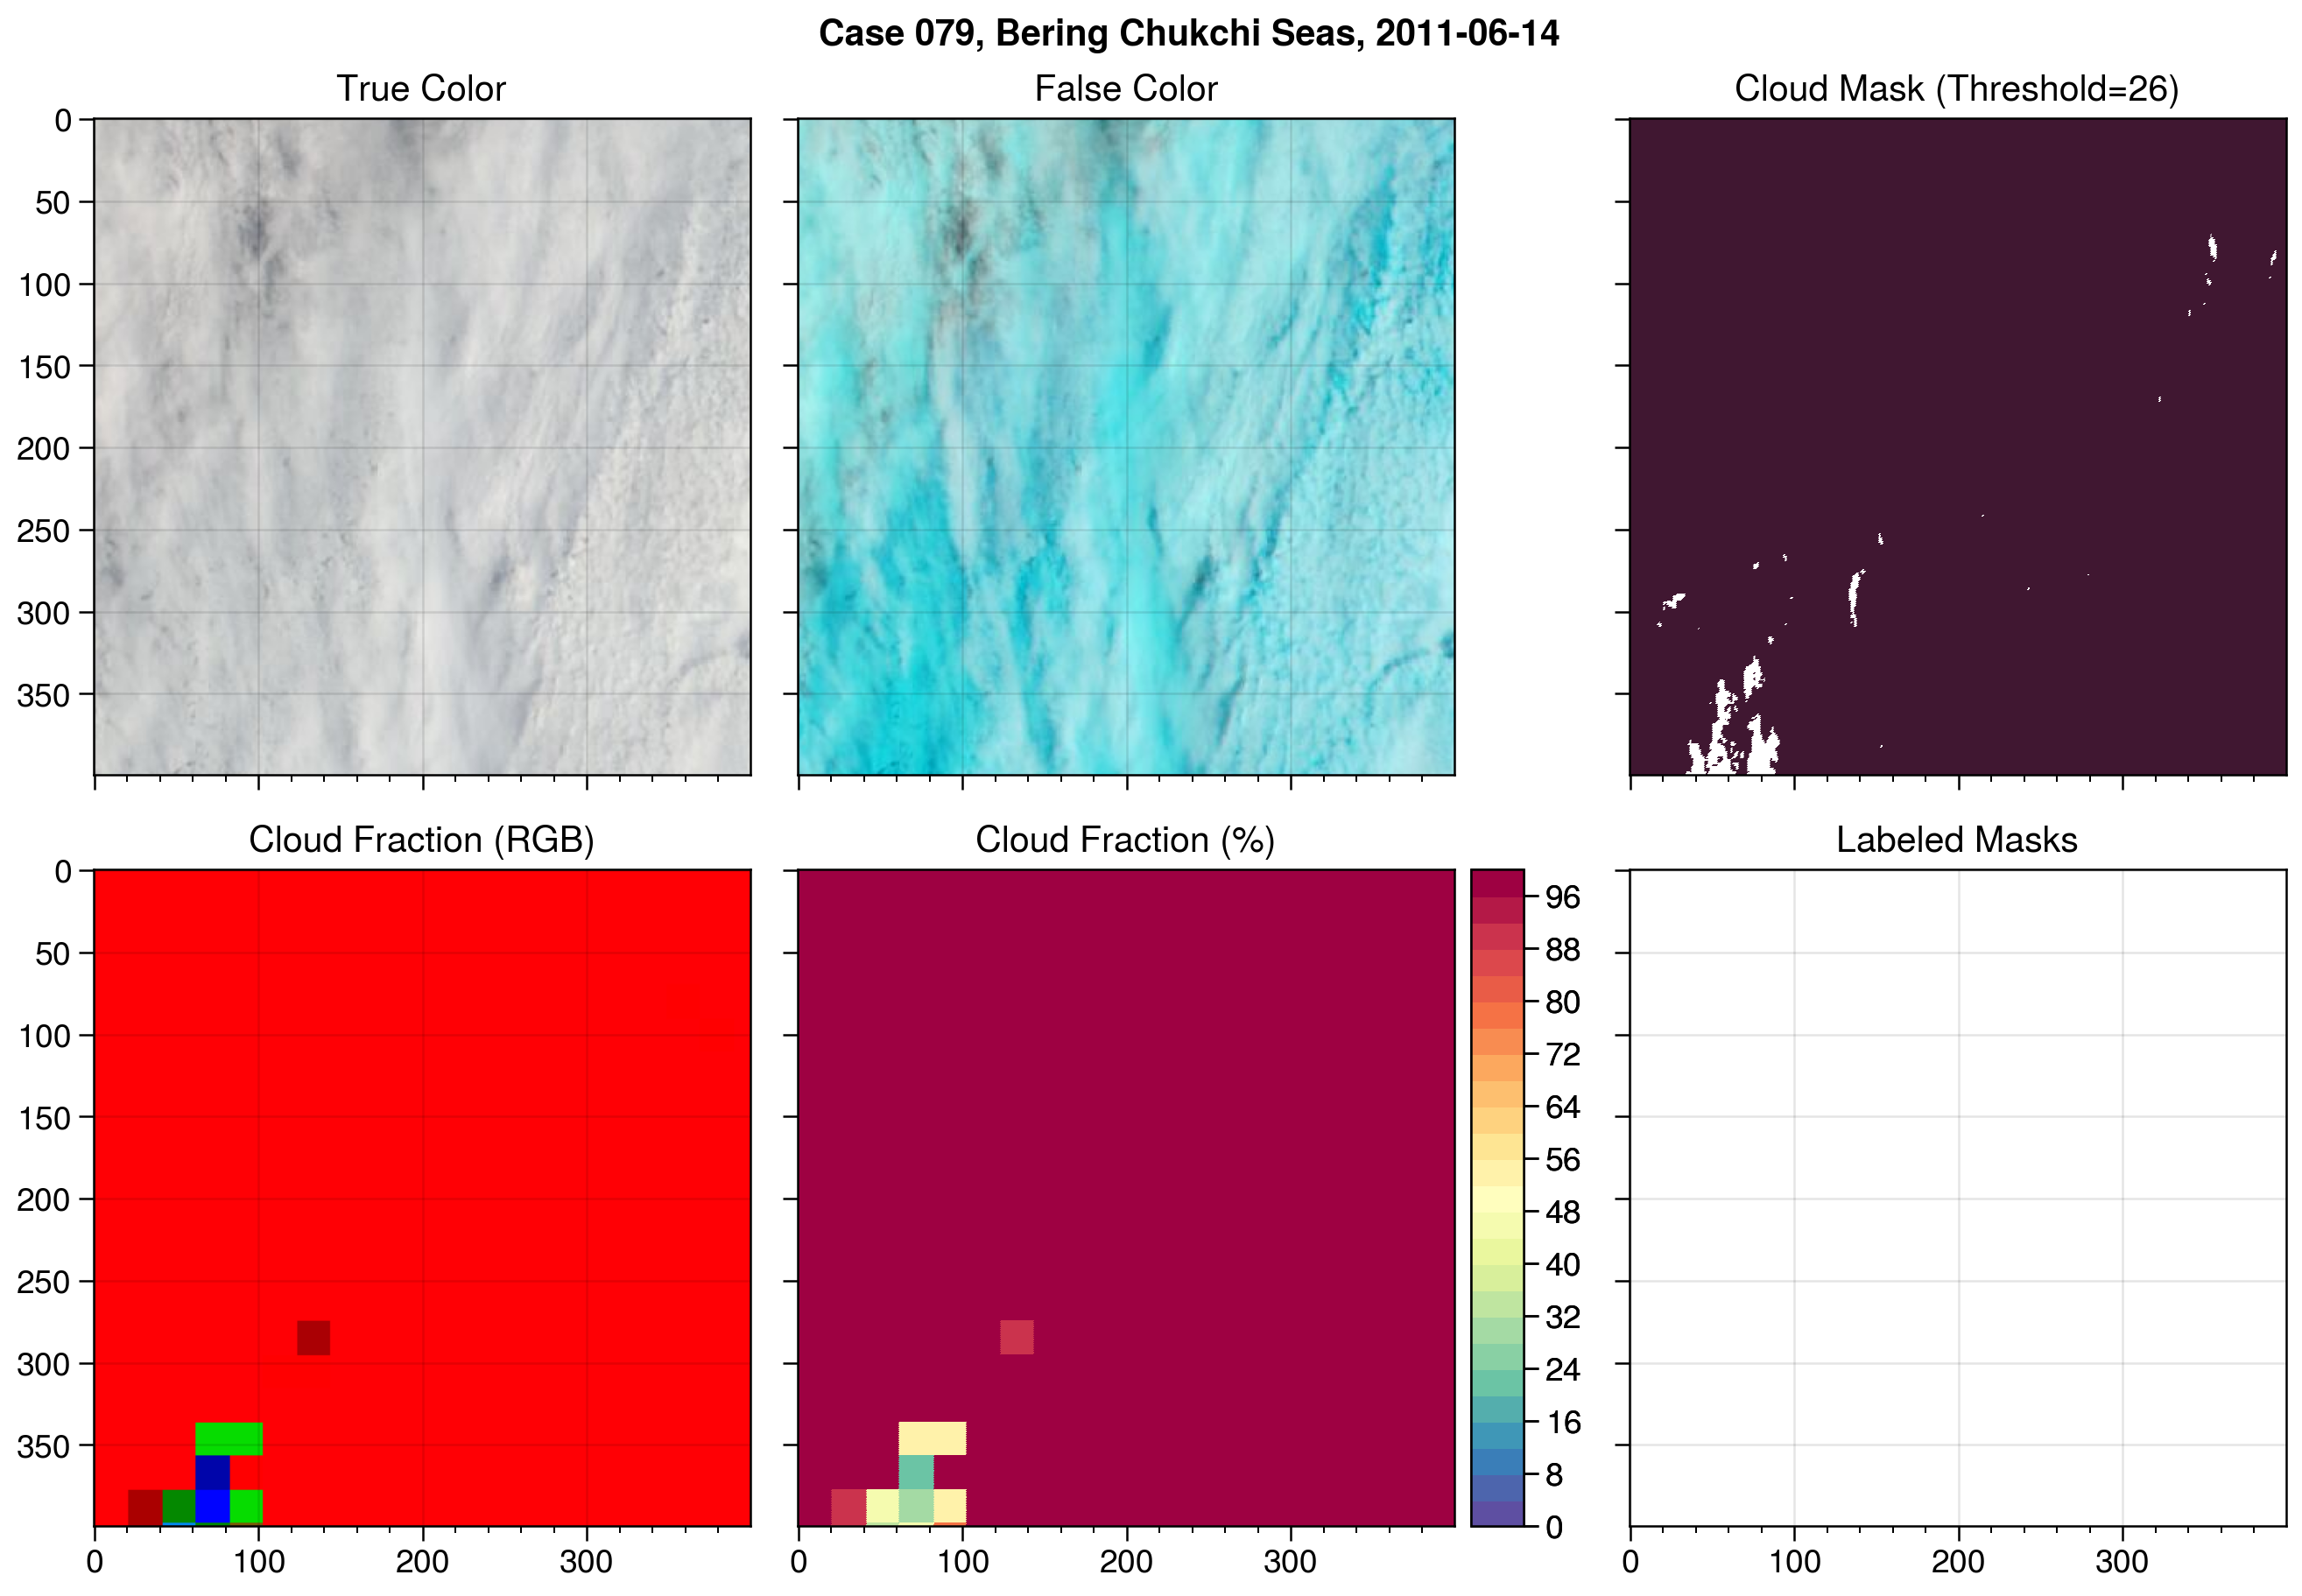 Case 079, Bering Chukchi Seas, 2011-06-14
True Color
False Color
Cloud Mask (Threshold=26)
0
50
100
150
200
250
300
350
Cloud Fraction (RGB)
Cloud Fraction (%)
Labeled Masks
0
50
100
150
200
250
300
350
96
88
80
72
64
56
48
40
32
24
16
8
0
0 100 200 300
0 100 200 300
0 100 200 300